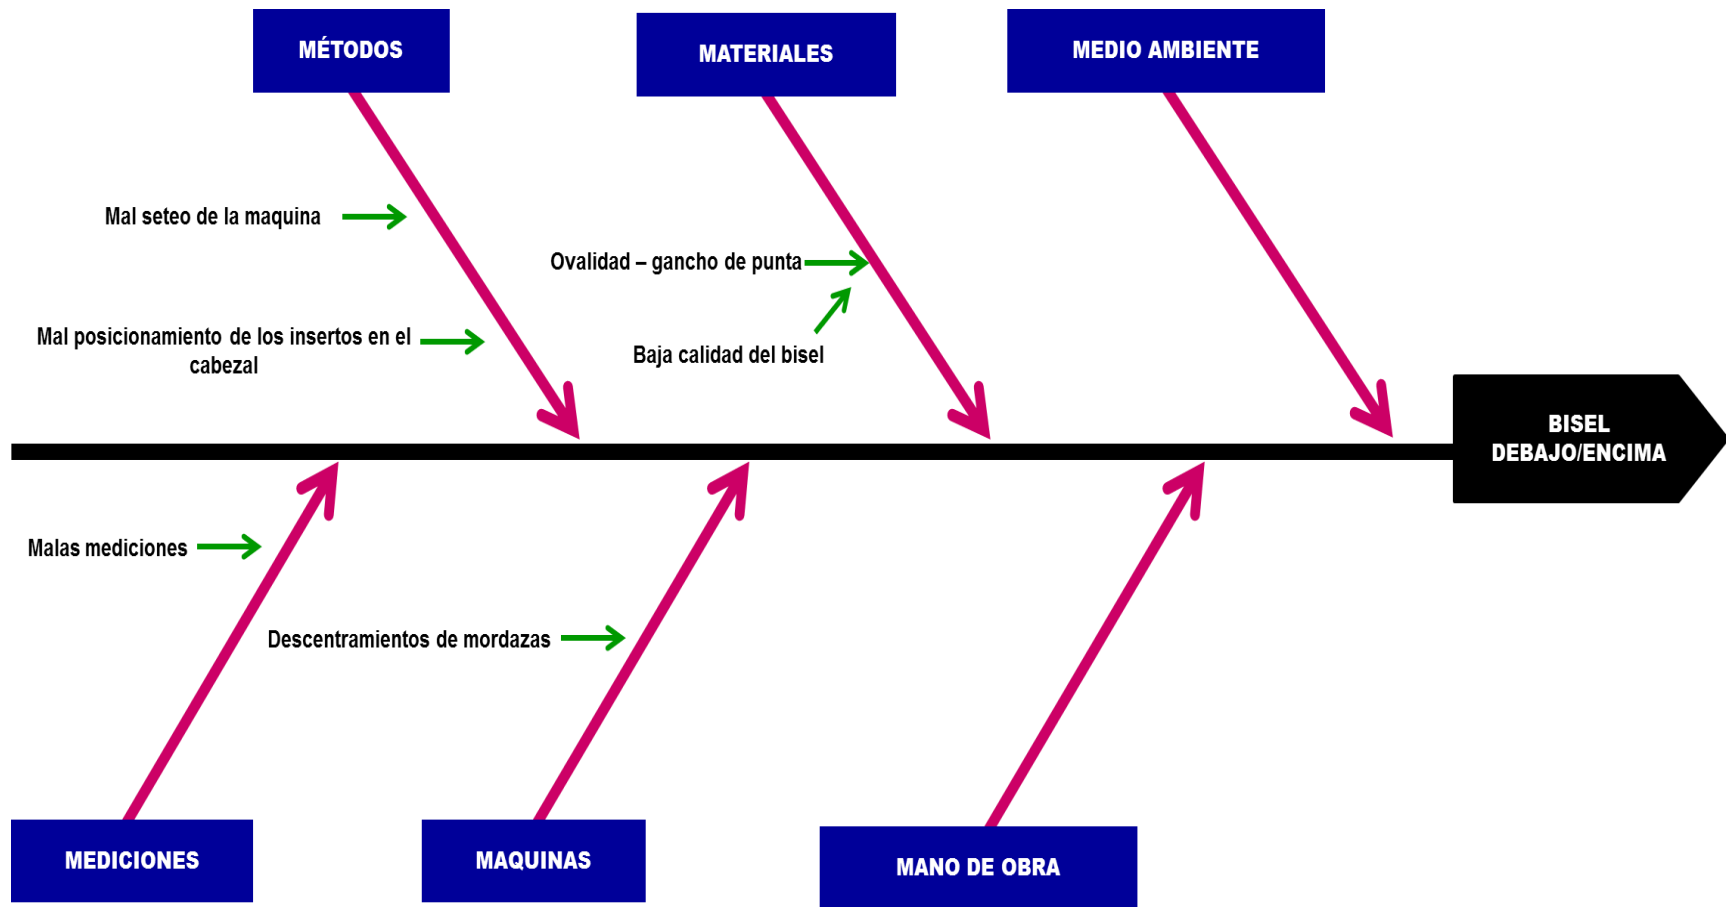 MÉTODOS
MATERIALES
MEDIO AMBIENTE
Mal seteo de la maquina
Ovalidad – gancho de punta
Mal posicionamiento de los insertos en el
cabezal
Baja calidad del bisel
BISEL
DEBAJO/ENCIMA
Malas mediciones
Descentramientos de mordazas
MEDICIONES
MAQUINAS
MANO DE OBRA